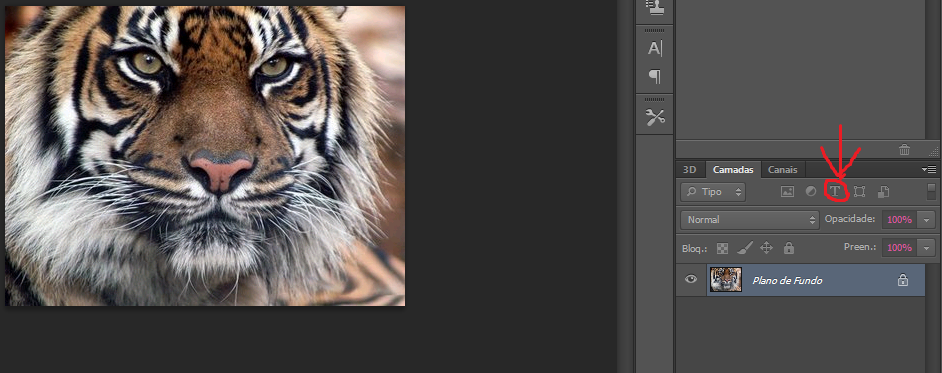 A|
3D Camadas Canais
Tipo T
Normal Opacidade: 100%
Bloq.: Preen.: 100%
Plano de Fundo